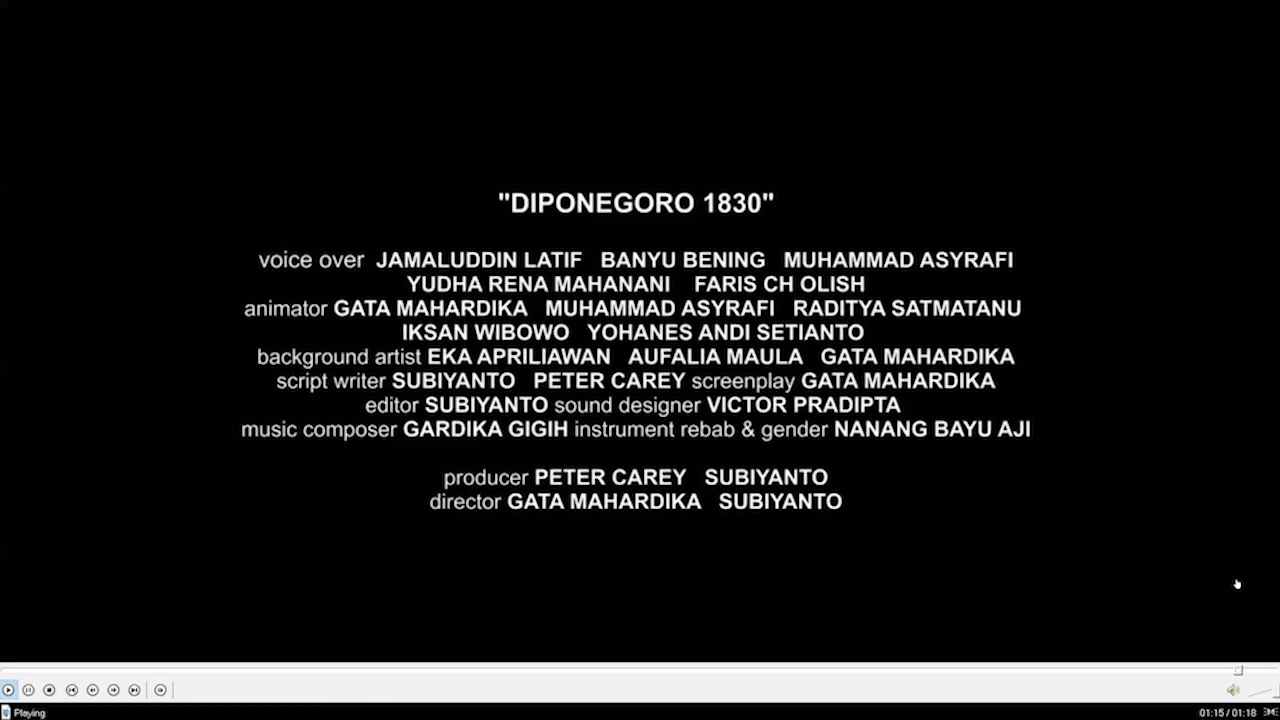 "DIPONEGORO 1830"
voice over JAMALUDDIN LATIF BANYU BENING MUHAMMAD ASYRAFI
YUDHA RENA MAHANANI FARIS CH OLISH
animator GATA MAHARDIKA MUHAMMAD ASYRAFI RADITYA SATMATANU
IKSAN WIBOWO YOHANES ANDI SETIANTO
background artist EKA APRILIAWAN AUFALIA MAULA GATA MAHARDIKA
script writer SUBIYANTO PETER CAREY screenplay GATA MAHARDIKA
editor SUBIYANTO sound designer VICTOR PRADIPTA
music composer GARDIKA GIGIH instrument rebab & gender NANANG BAYU AJI
producer PETER CAREY SUBIYANTO
director GATA MAHARDIKA SUBIYANTO
Playing 01:15 / 01:18